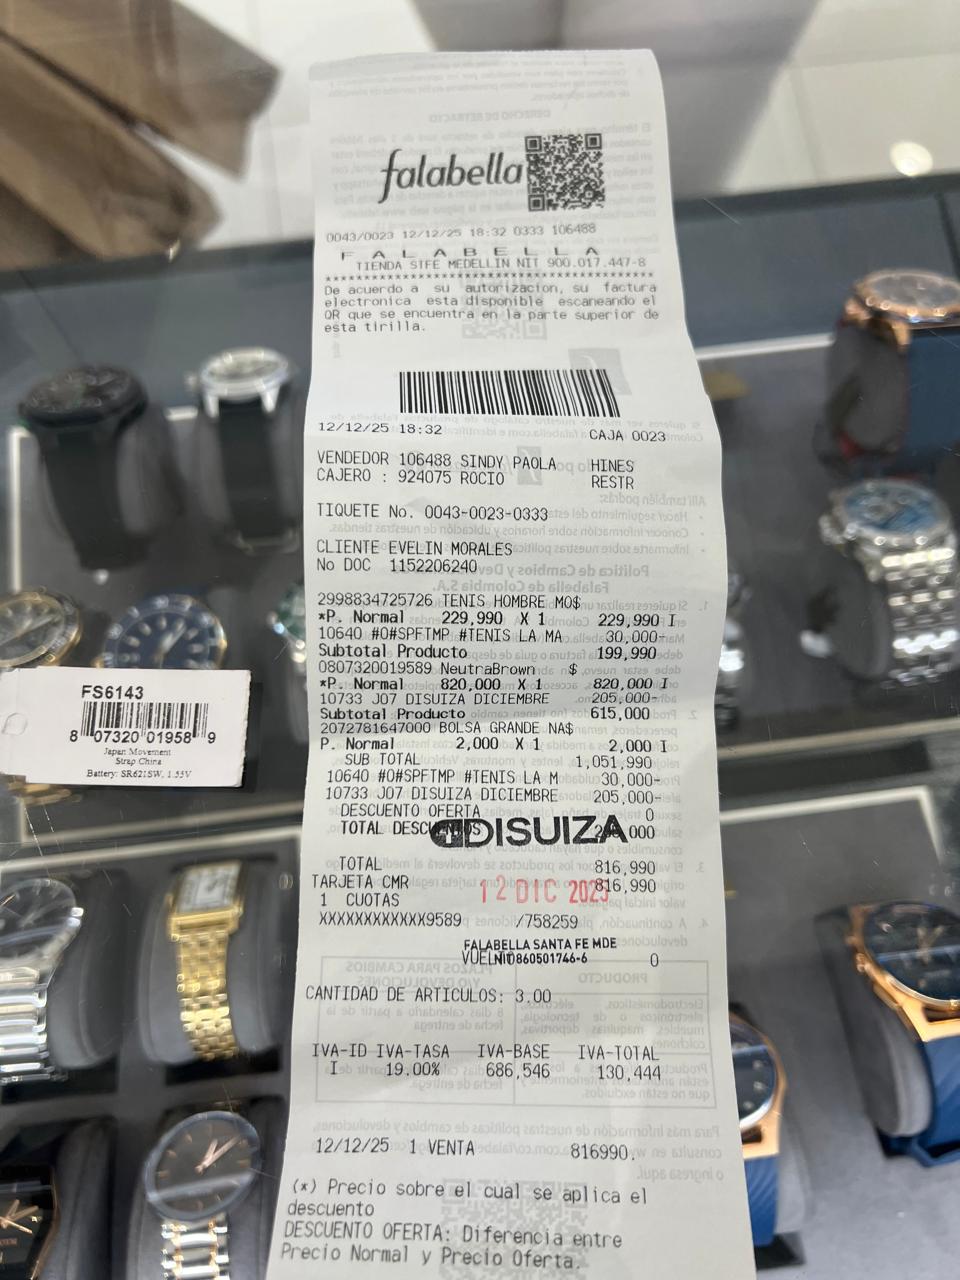 falabella
0043/0023 12/12/25 18:32 0333 106488
F A L A B E L L A
TIENDA STFE MEDELLIN NIT 900.017.447-8
****************************************
De acuerdo a su autorizacion, su factura
electronica esta disponible escaneando el
QR que se encuentra en la parte superior de
esta tirilla.
12/12/25 18:32 CAJA 0023
VENDEDOR 106488 SINDY PAOLA HINES
CAJERO : 924075 ROCIO RESTR
TIQUETE No. 0043-0023-0333
CLIENTE EVELIN MORALES
No DOC 1152206240
2998834725726 TENIS HOMBRE MO$
*P. Normal 229,990 X 1 229,990 I
10640 #O#SPFTMP #TENIS LA MA 30,000-
Subtotal Producto 199,990
0807320019589 NeutraBrown $
*P. Normal 820,000 X 1 820,000 I
10733 J07 DISUIZA DICIEMBRE 205,000-
Subtotal Producto 615,000
2072781647000 BOLSA GRANDE NA$
P. Normal 2,000 X 1 2,000 I
SUB TOTAL 1,051,990
10640 #O#SPFTMP #TENIS LA M 30,000-
10733 J07 DISUIZA DICIEMBRE 205,000-
DESCUENTO OFERTA 0
TOTAL
DISUIZA
TOTAL 816,990
TARJETA CMR 816,990
12 DIC 2025
1 CUOTAS
XXXXXXXXXXXX9589 /758259
FALABELLA SANTA FE MDE
NIT 860501746-6 0
CANTIDAD DE ARTICULOS: 3.00
IVA-ID IVA-TASA IVA-BASE IVA-TOTAL
I 19.00% 686,546 130,444
12/12/25 1 VENTA 816990.
(*) Precio sobre el cual se aplica el
descuento
DESCUENTO OFERTA: Diferencia entre
Precio Normal y Precio Oferta.
FS6143
8 07320 01958 9
Japan Movement
Strap China
Battery: SR621SW, 1.55V